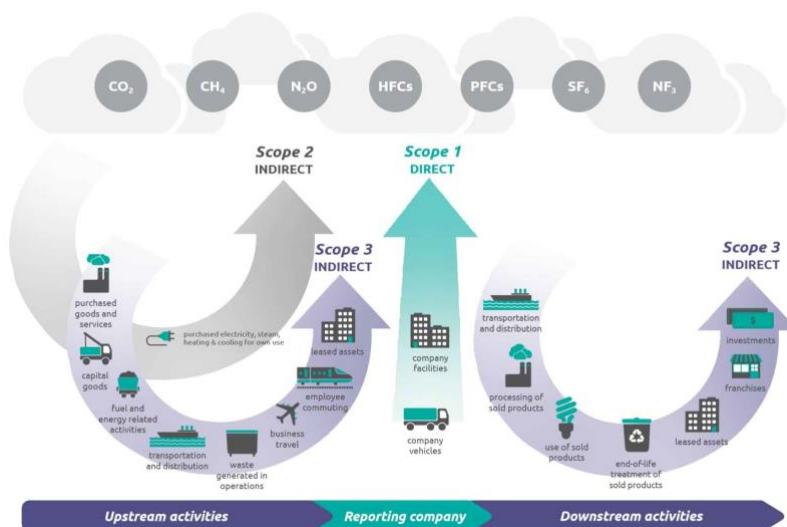 CO₂ CH₄ N₂O HFCs PFCs SF₆ NF₃
Scope 2
INDIRECT
Scope 1
DIRECT
Scope 3
INDIRECT
Scope 3
INDIRECT
purchased
goods and
services
capital
goods
fuel and
energy related
activities
transportation
and distribution
waste
generated in
operations
business
travel
employee
commuting
leased assets
purchased electricity, steam,
heating & cooling for own use
company
facilities
company
vehicles
transportation
and distribution
processing of
sold products
use of sold
products
end-of-life
treatment of
sold products
leased assets
franchises
investments
$
Upstream activities
Reporting company
Downstream activities